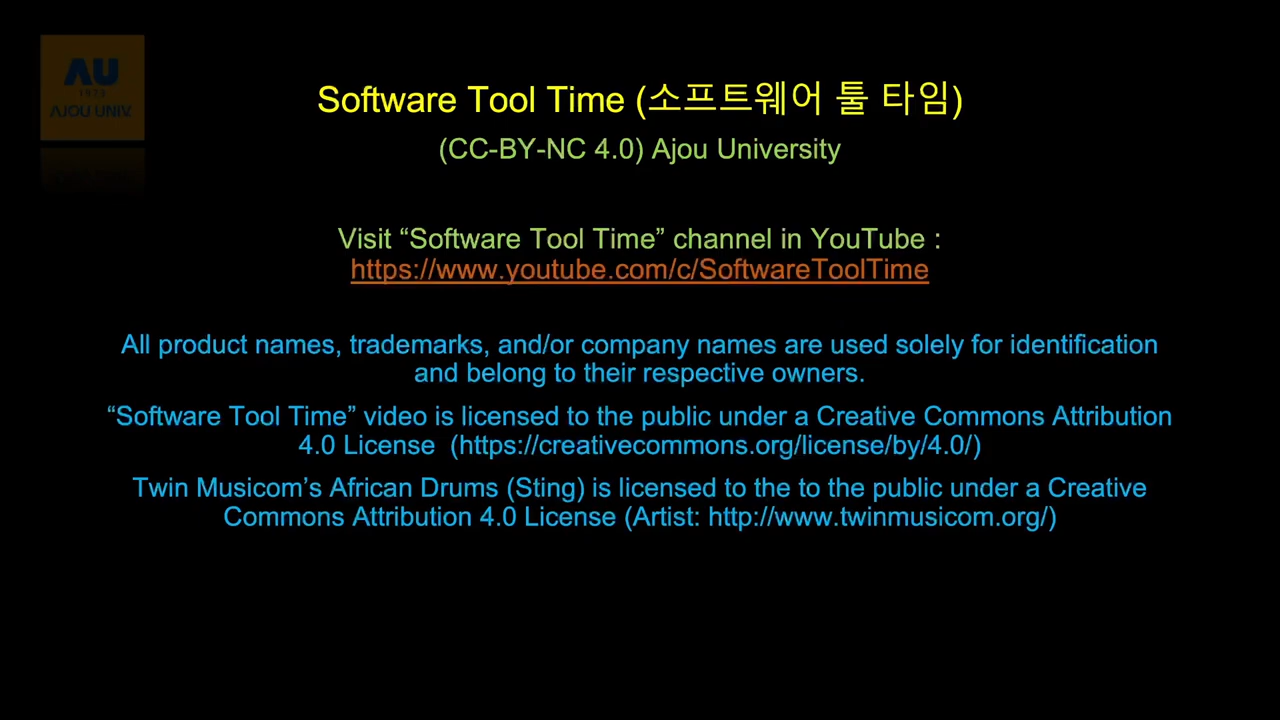 AU
1973
AJOU UNIV.
Software Tool Time (소프트웨어 툴 타임)
(CC-BY-NC 4.0) Ajou University
Visit “Software Tool Time” channel in YouTube :
https://www.youtube.com/c/SoftwareToolTime
All product names, trademarks, and/or company names are used solely for identification
and belong to their respective owners.
“Software Tool Time” video is licensed to the public under a Creative Commons Attribution
4.0 License  (https://creativecommons.org/license/by/4.0/)
Twin Musicom’s African Drums (Sting) is licensed to the to the public under a Creative
Commons Attribution 4.0 License (Artist: http://www.twinmusicom.org/)